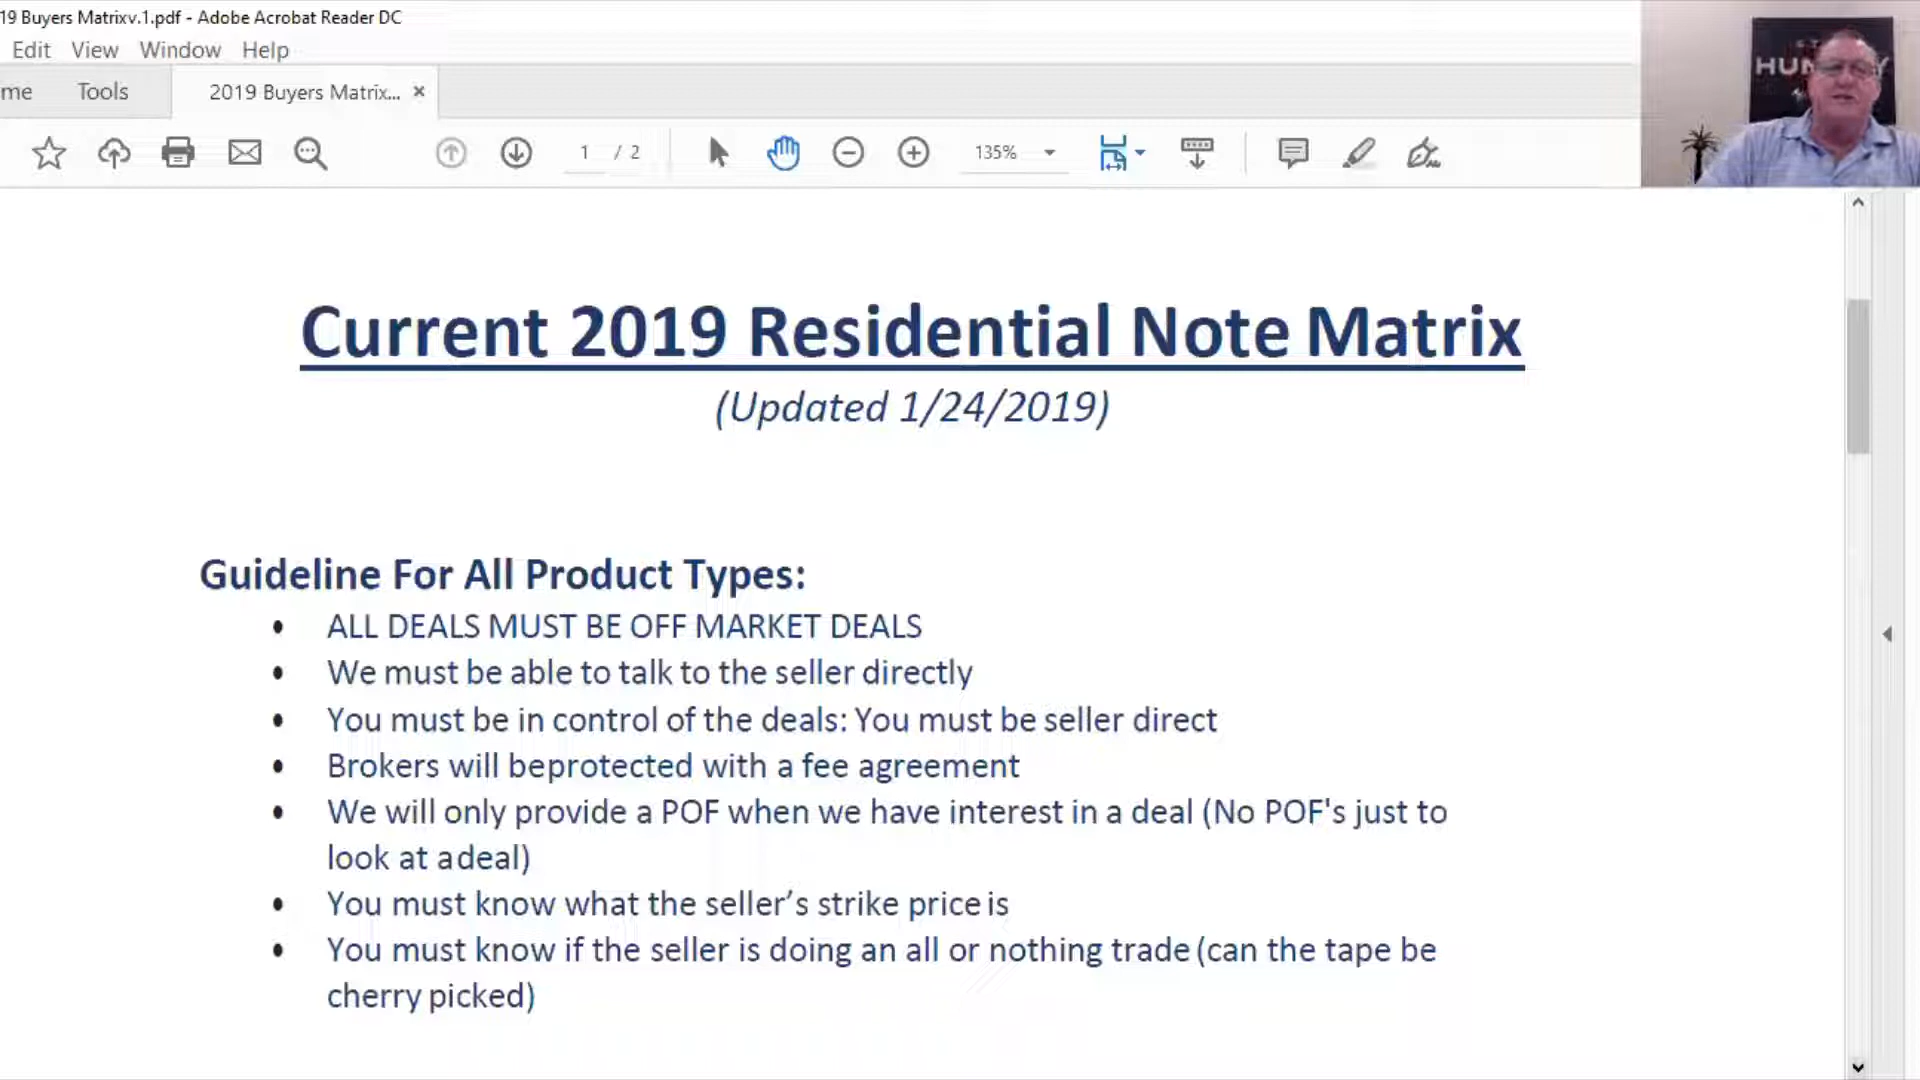 19 Buyers Matrixv.1.pdf - Adobe Acrobat Reader DC
Edit View Window Help
me Tools 2019 Buyers Matrix... ×
1 / 2 135%
HUN Y
Current 2019 Residential Note Matrix
(Updated 1/24/2019)
Guideline For All Product Types:
• ALL DEALS MUST BE OFF MARKET DEALS
• We must be able to talk to the seller directly
• You must be in control of the deals: You must be seller direct
• Brokers will beprotected with a fee agreement
• We will only provide a POF when we have interest in a deal (No POF's just to
look at adeal)
• You must know what the seller’s strike price is
• You must know if the seller is doing an all or nothing trade (can the tape be
cherry picked)